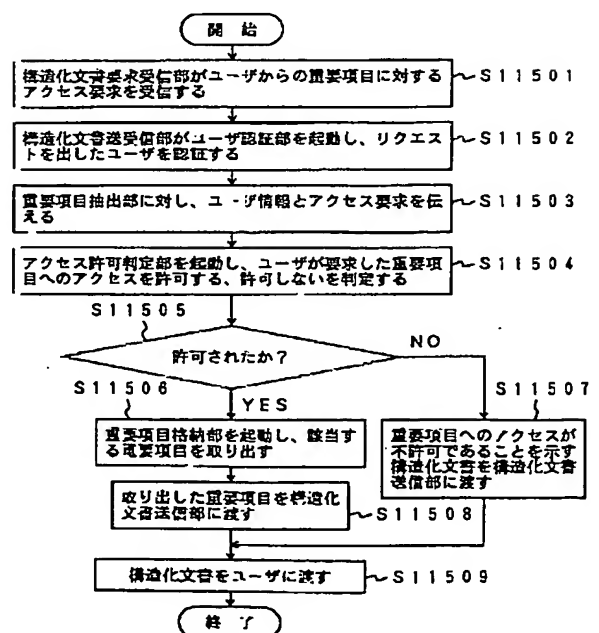 開 始
構造化文書要求受信部がユーザからの重要項目に対する
アクセス要求を受信する
S11501
構造化文書送受信部がユーザ認証部を起動し、リクエス
トを出したユーザを認証する
S11502
重要項目抽出部に対し、ユーザ情報とアクセス要求を伝
える
S11503
アクセス許可判定部を起動し、ユーザが要求した重要項
目へのアクセスを許可する、許可しないを判定する
S11504
S11505
許可されたか?
NO
S11506
YES
S11507
重要項目格納部を起動し、該当す
る重要項目を取り出す
重要項目へのアクセスが
不許可であることを示す
構造化文書を構造化文書
送信部に渡す
取り出した重要項目を構造化
文書送信部に渡す
S11508
構造化文書をユーザに渡す
S11509
終 了